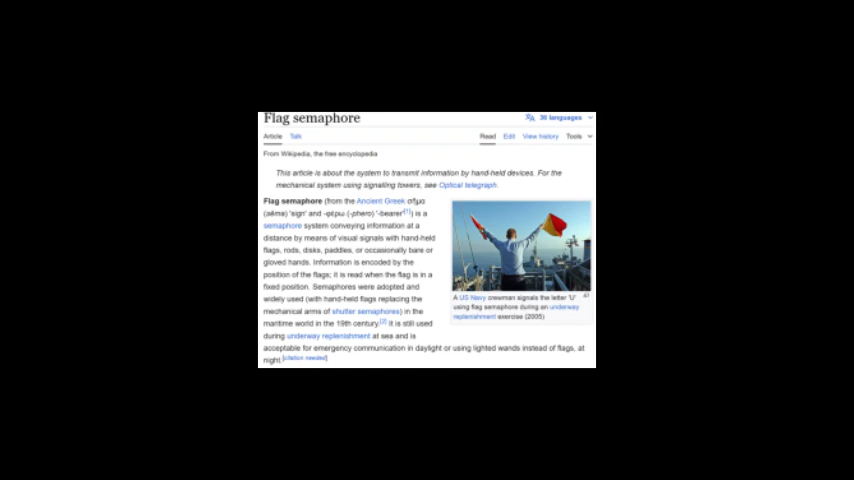 Flag semaphore
36 languages
Article Talk Read Edit View history Tools
From Wikipedia, the free encyclopedia
This article is about the system to transmit information by hand-held devices. For the
mechanical system using signalling towers, see Optical telegraph.
Flag semaphore (from the Ancient Greek σῆμα
(sêma) 'sign' and -φέρω (-phero) '-bearer'[1]) is a
semaphore system conveying information at a
distance by means of visual signals with hand-held
flags, rods, disks, paddles, or occasionally bare or
gloved hands. Information is encoded by the
position of the flags; it is read when the flag is in a
fixed position. Semaphores were adopted and
widely used (with hand-held flags replacing the
mechanical arms of shutter semaphores) in the
maritime world in the 19th century.[2] It is still used
during underway replenishment at sea and is
acceptable for emergency communication in daylight or using lighted wands instead of flags, at
night.[citation needed]
A US Navy crewman signals the letter 'U'
using flag semaphore during an underway
replenishment exercise (2005)